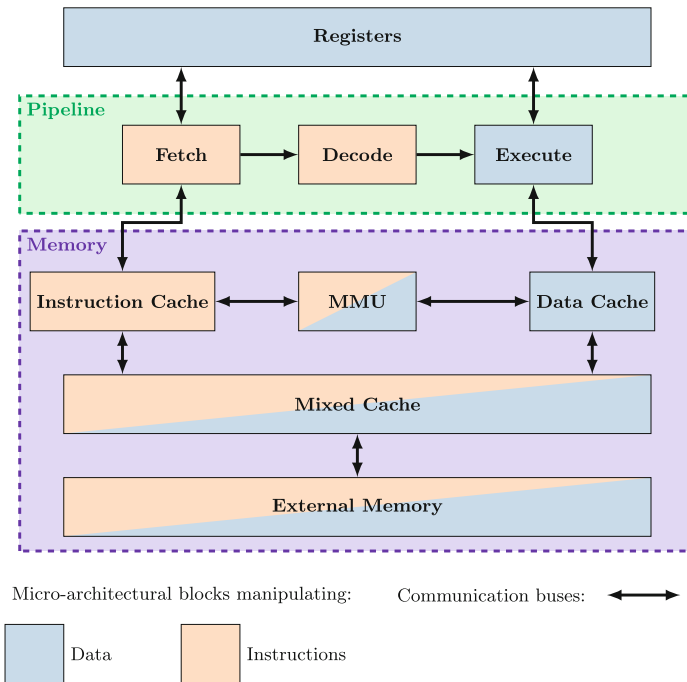 Registers
Pipeline
Fetch Decode Execute
Memory
Instruction Cache MMU Data Cache
Mixed Cache
External Memory
Micro-architectural blocks manipulating: Communication buses:
Data Instructions